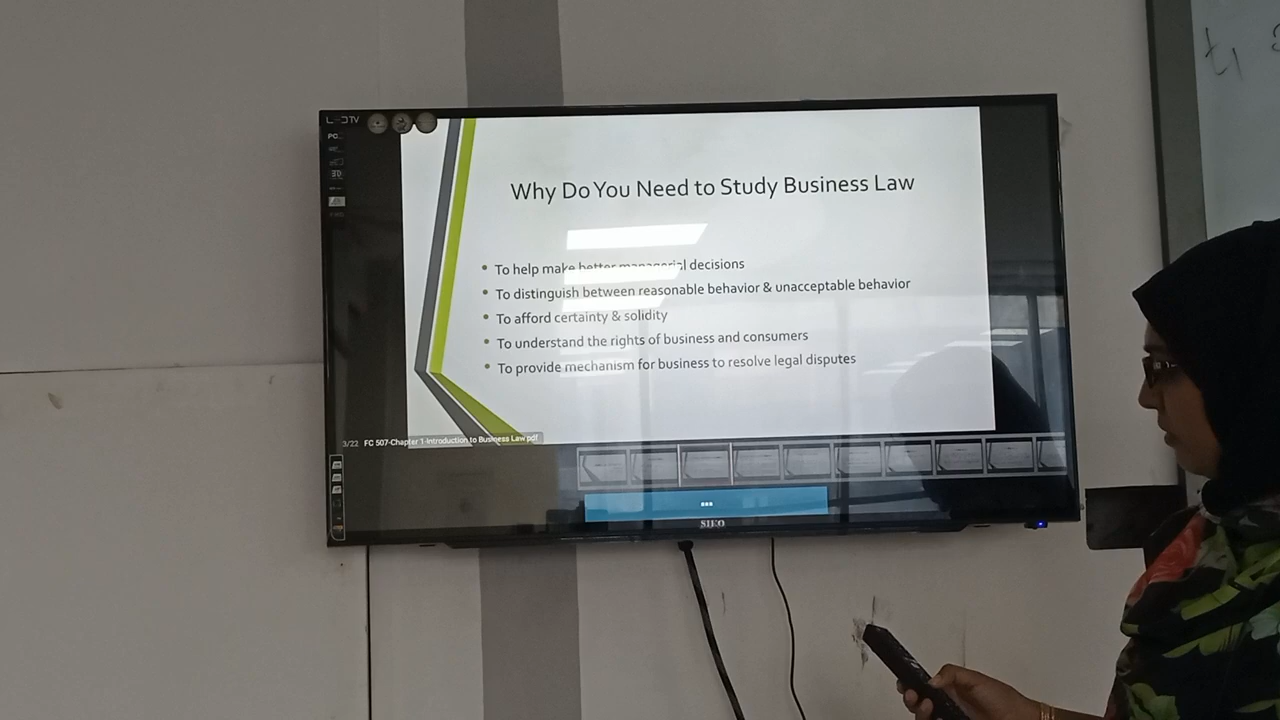 Why Do You Need to Study Business Law
• To help make better managerial decisions
• To distinguish between reasonable behavior & unacceptable behavior
• To afford certainty & solidity
• To understand the rights of business and consumers
• To provide mechanism for business to resolve legal disputes
3/22 FC 507-Chapter 1-Introduction to Business Law.pdf